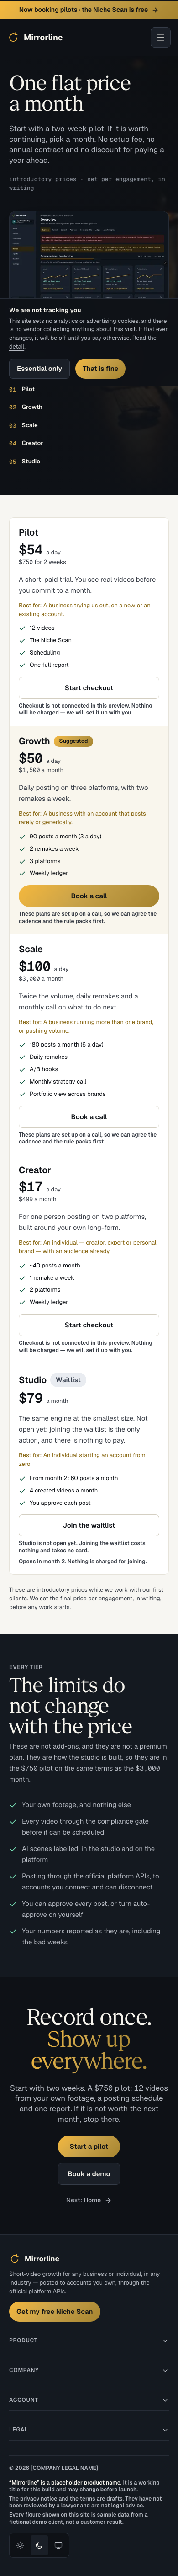 Now booking pilots · the Niche Scan is free →
Mirrorline
One flat price
a month
Start with a two-week pilot. If it is worth
continuing, pick a month. No setup fee, no
annual contract and no discount for paying a
year ahead.
introductory prices · set per engagement, in
writing
Overview
We are not tracking you
This site sets no analytics or advertising cookies, and there
is no vendor collecting anything about this visit. If that ever
changes, it will be off until you say otherwise. Read the
detail.
Essential only
That is fine
01 Pilot
02 Growth
03 Scale
04 Creator
05 Studio
Pilot
$54 a day
$750 for 2 weeks
A short, paid trial. You see real videos before
you commit to a month.
Best for: A business trying us out, on a new or an
existing account.
12 videos
The Niche Scan
Scheduling
One full report
Start checkout
Checkout is not connected in this preview. Nothing
will be charged — we will set it up with you.
Growth Suggested
$50 a day
$1,500 a month
Daily posting on three platforms, with two
remakes a week.
Best for: A business with an account that posts
rarely or generically.
90 posts a month (3 a day)
2 remakes a week
3 platforms
Weekly ledger
Book a call
These plans are set up on a call, so we can agree the
cadence and the rule packs first.
Scale
$100 a day
$3,000 a month
Twice the volume, daily remakes and a
monthly call on what to do next.
Best for: A business running more than one brand,
or pushing volume.
180 posts a month (6 a day)
Daily remakes
A/B hooks
Monthly strategy call
Portfolio view across brands
Book a call
These plans are set up on a call, so we can agree the
cadence and the rule packs first.
Creator
$17 a day
$499 a month
For one person posting on two platforms,
built around your own long-form.
Best for: An individual — creator, expert or personal
brand — with an audience already.
~40 posts a month
1 remake a week
2 platforms
Weekly ledger
Start checkout
Checkout is not connected in this preview. Nothing
will be charged — we will set it up with you.
Studio Waitlist
$79 a month
The same engine at the smallest size. Not
open yet: joining the waitlist is the only
action, and there is nothing to pay.
Best for: An individual starting an account from
zero.
From month 2: 60 posts a month
4 created videos a month
You approve each post
Join the waitlist
Studio is not open yet. Joining the waitlist costs
nothing and takes no card.
Opens in month 2. Nothing is charged for joining.
These are introductory prices while we work with our first
clients. We set the final price per engagement, in writing,
before any work starts.
EVERY TIER
The limits do
not change
with the price
These are not add-ons, and they are not a premium
plan. They are how the studio is built, so they are in
the $750 pilot on the same terms as the $3,000
month.
Your own footage, and nothing else
Every video through the compliance gate
before it can be scheduled
AI scenes labelled, in the studio and on the
platform
Posting through the official platform APIs, to
accounts you connect and can disconnect
You can approve every post, or turn auto-
approve on yourself
Your numbers reported as they are, including
the bad weeks
Record once.
Show up
everywhere.
Start with two weeks. A $750 pilot: 12 videos
from your own footage, a posting schedule
and one report. If it is not worth the next
month, stop there.
Start a pilot
Book a demo
Next: Home →
Mirrorline
Short-video growth for any business or individual, in any
industry — posted to accounts you own, through the
official platform APIs.
Get my free Niche Scan
PRODUCT
COMPANY
ACCOUNT
LEGAL
© 2026 [COMPANY LEGAL NAME]
"Mirrorline" is a placeholder product name. It is a working
title for this build and may change before launch.
The privacy notice and the terms are drafts. They have not
been reviewed by a lawyer and are not legal advice.
Every figure shown on this site is sample data from a
fictional demo client, not a customer result.